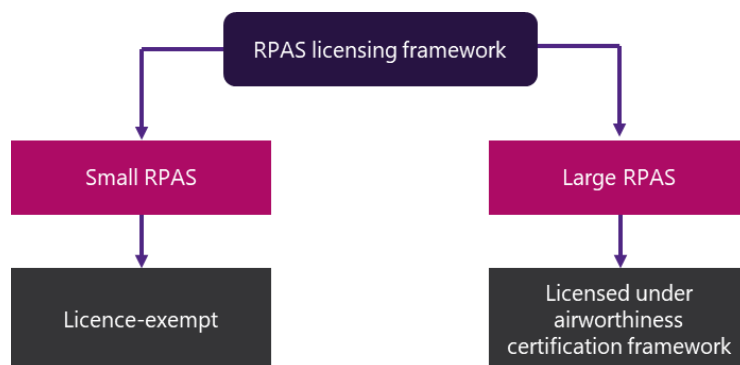 RPAS licensing framework
Small RPAS
Large RPAS
Licence-exempt
Licensed under
airworthiness
certification framework